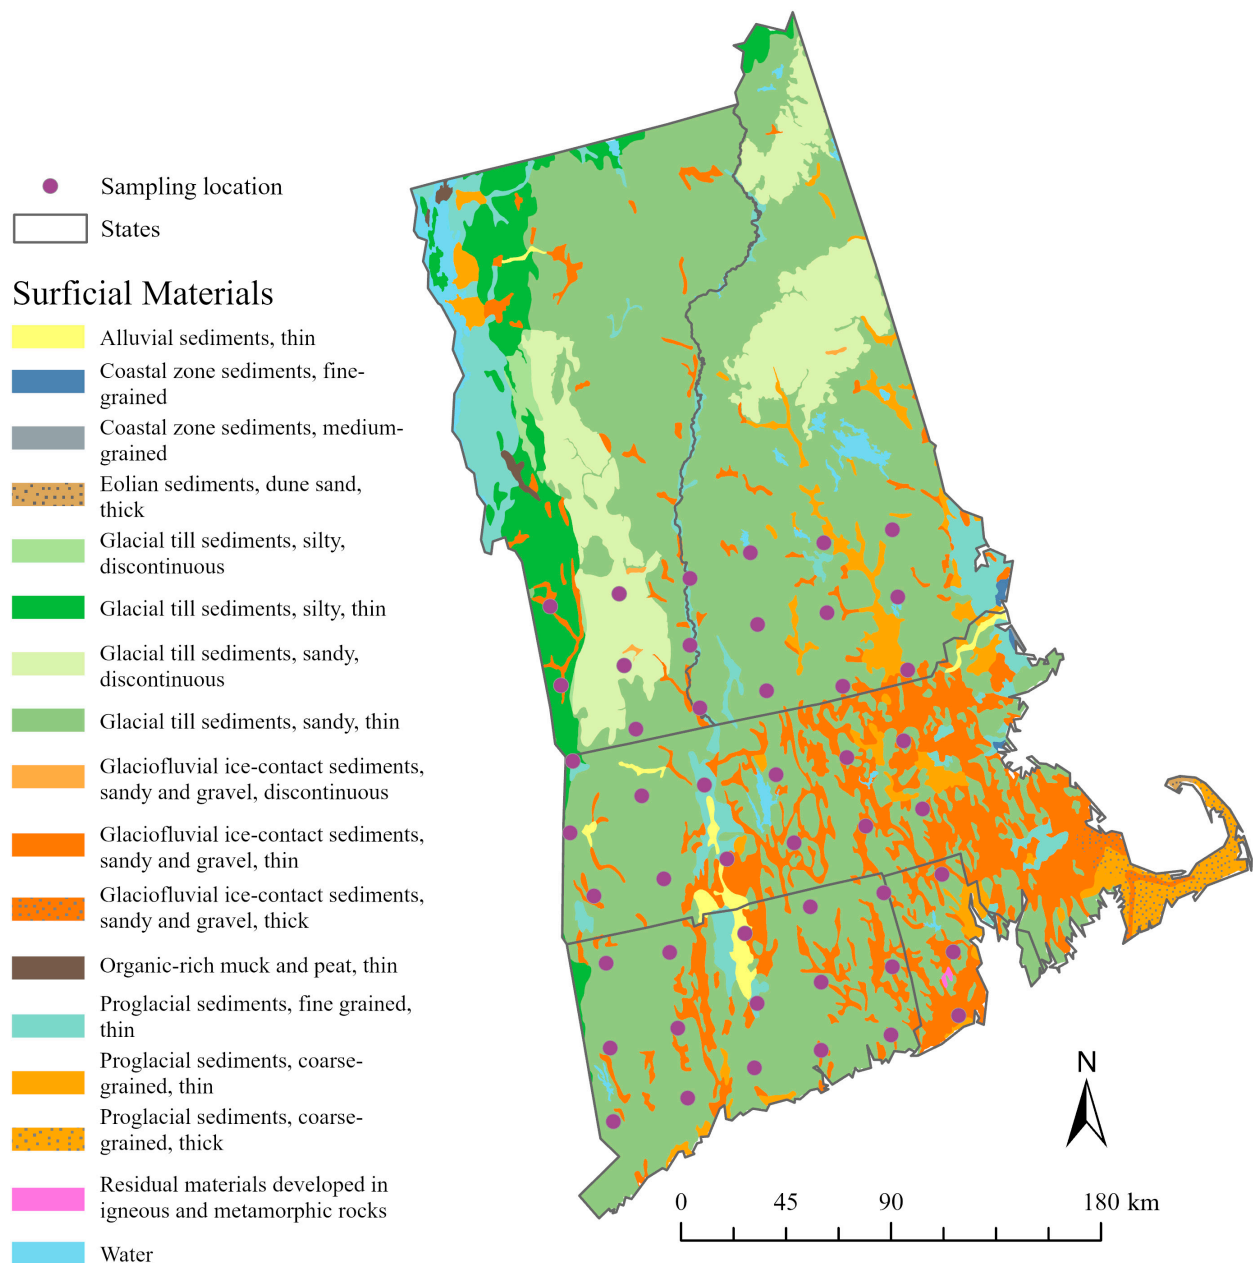 Sampling location
States
Surficial Materials
Alluvial sediments, thin
Coastal zone sediments, fine-
grained
Coastal zone sediments, medium-
grained
Eolian sediments, dune sand,
thick
Glacial till sediments, silty,
discontinuous
Glacial till sediments, silty, thin
Glacial till sediments, sandy,
discontinuous
Glacial till sediments, sandy, thin
Glaciofluvial ice-contact sediments,
sandy and gravel, discontinuous
Glaciofluvial ice-contact sediments,
sandy and gravel, thin
Glaciofluvial ice-contact sediments,
sandy and gravel, thick
Organic-rich muck and peat, thin
Proglacial sediments, fine grained,
thin
Proglacial sediments, coarse-
grained, thin
Proglacial sediments, coarse-
grained, thick
Residual materials developed in
igneous and metamorphic rocks
Water
N
0 45 90 180 km